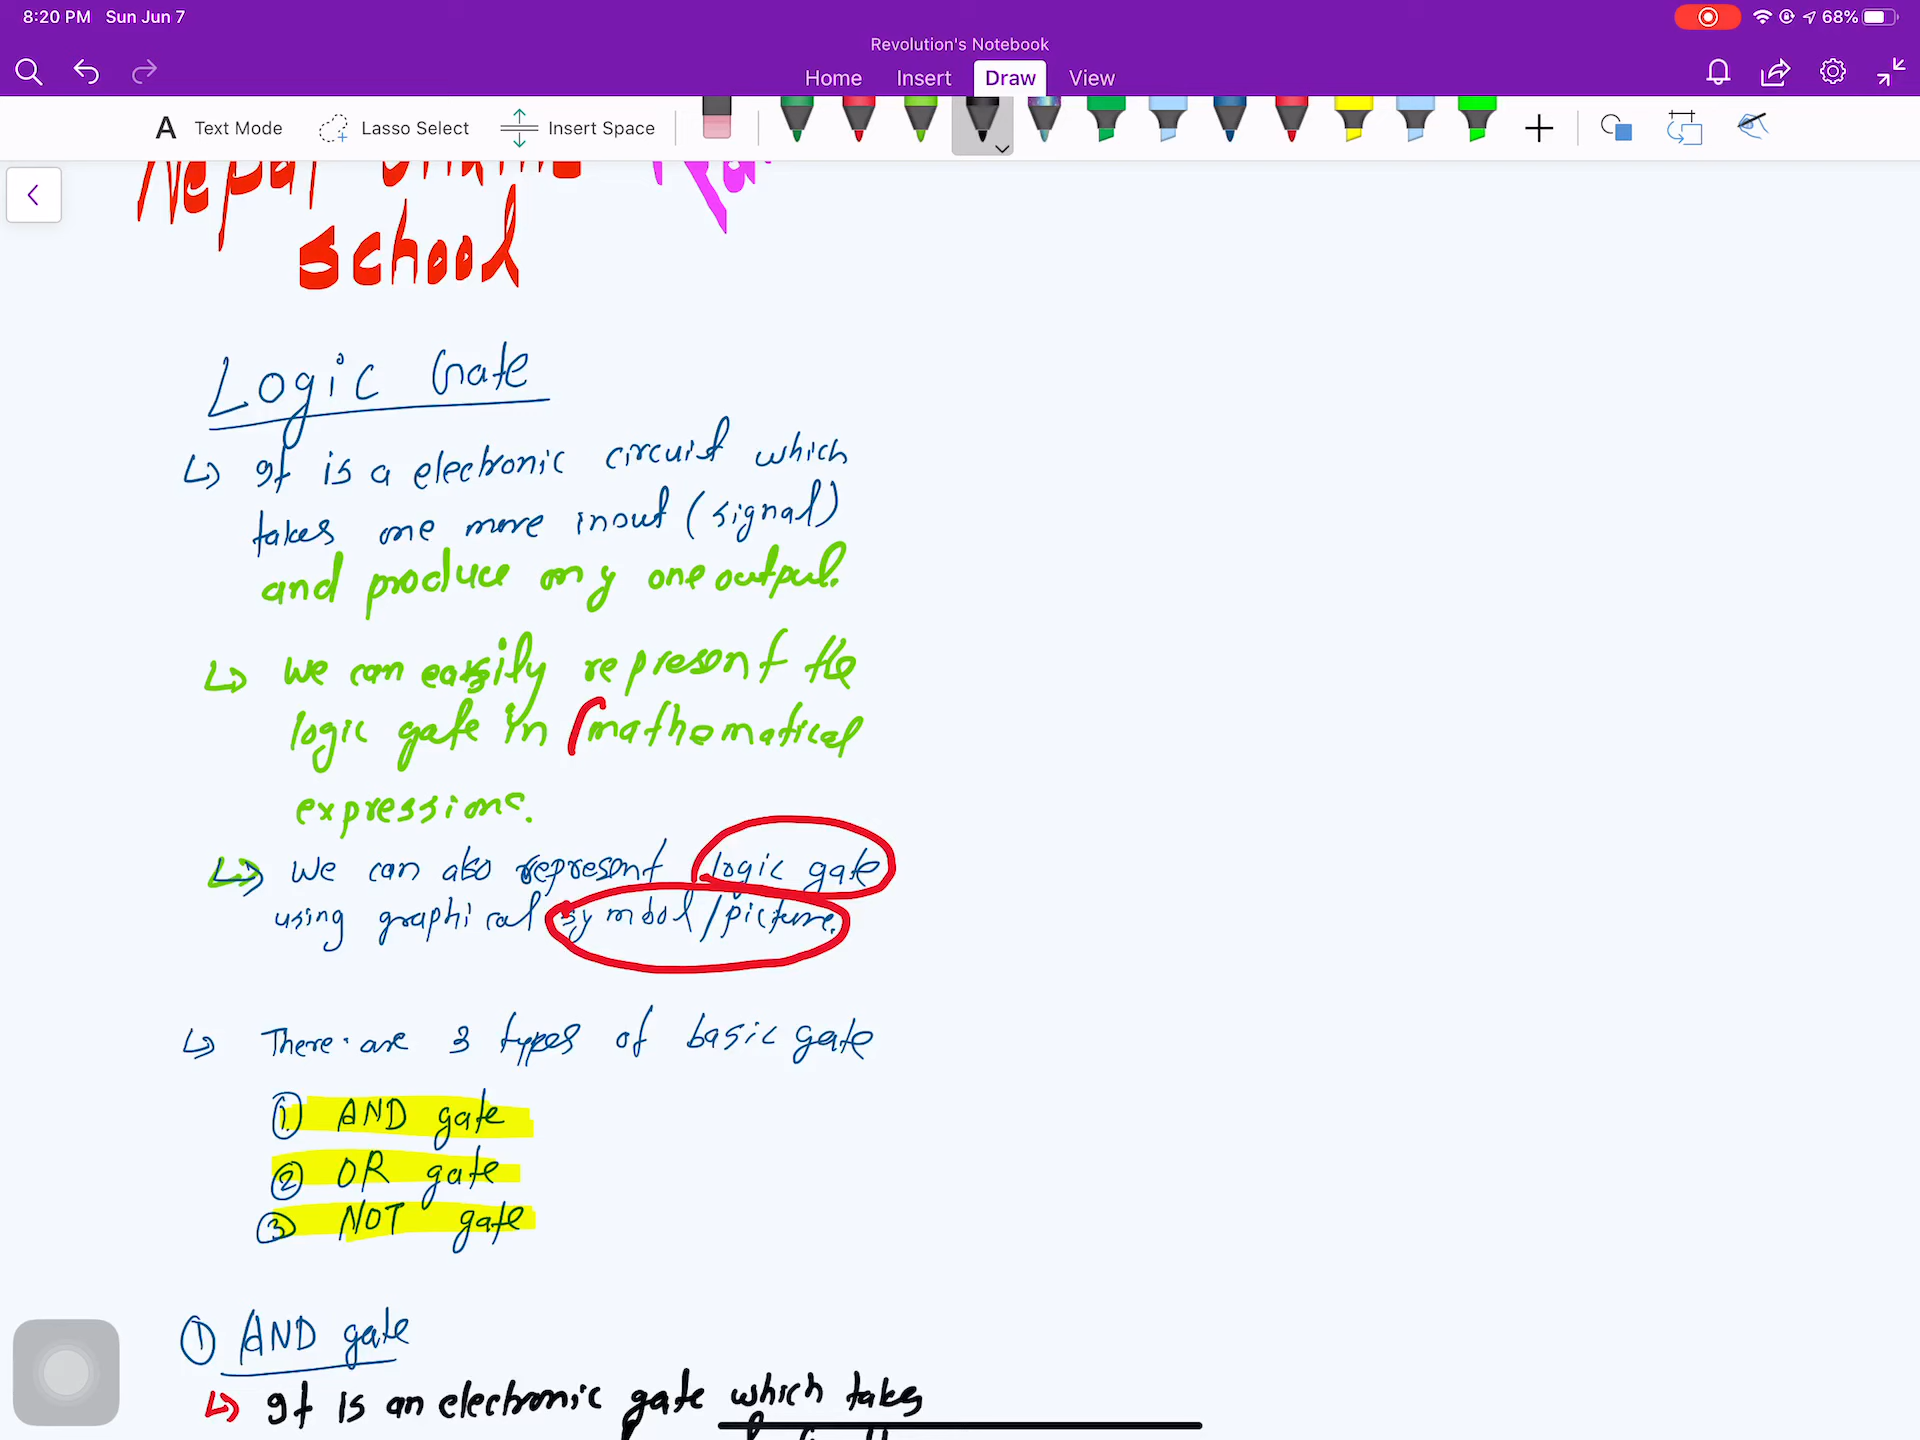 8:20 PM Sun Jun 7
68%
Revolution's Notebook
Home Insert Draw View
A Text Mode Lasso Select Insert Space
Nepal
school
Logic Gate
↳ It is a electronic circuit which
takes one more inout (signal)
and produce ony one output.
↳ We can easily represent the
logic gate in mathematical
expressions.
↳ We can also represent logic gate
using graphical symbol/picture.
↳ There are 3 types of basic gate
① AND gate
② OR gate
③ NOT gate
① AND gate
↳ It is an electronic gate which takes